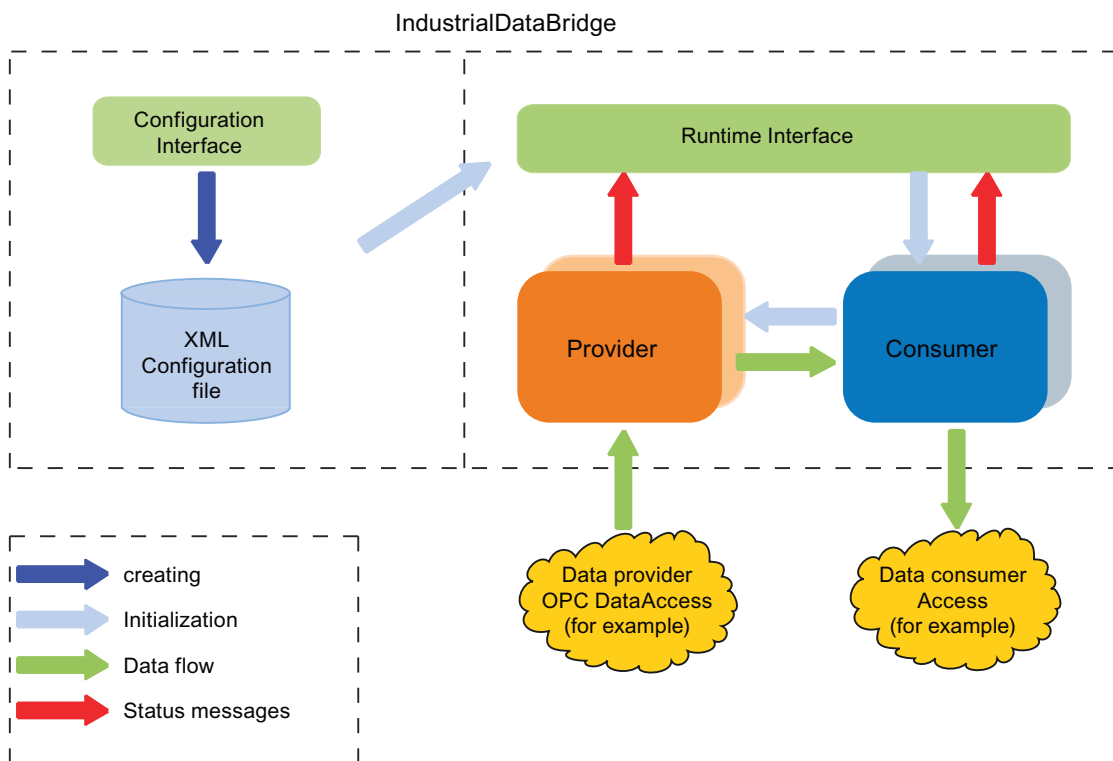 IndustrialDataBridge
Configuration
Interface
Runtime Interface
XML
Configuration
file
Provider
Consumer
creating
Initialization
Data flow
Status messages
Data provider
OPC DataAccess
(for example)
Data consumer
Access
(for example)